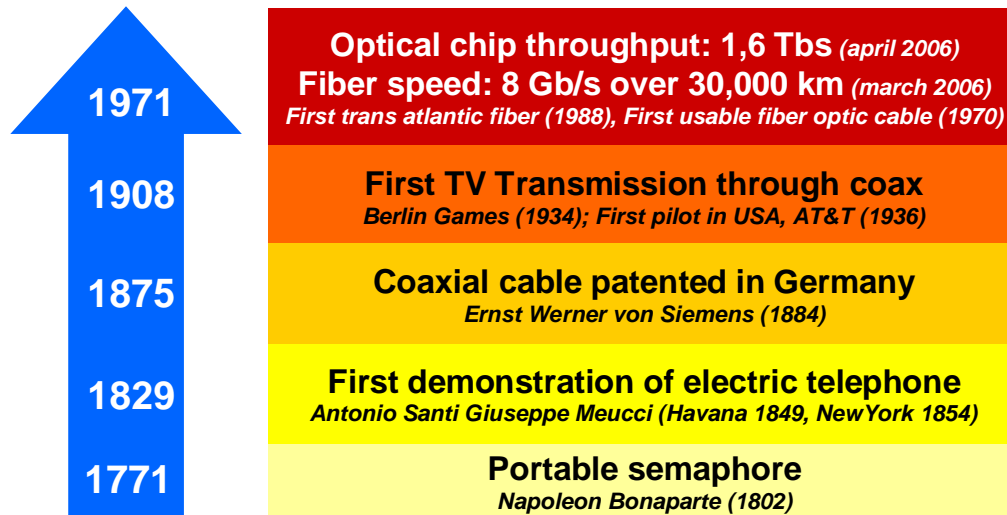 1971
Optical chip throughput: 1,6 Tbs (april 2006)
Fiber speed: 8 Gb/s over 30,000 km (march 2006)
First trans atlantic fiber (1988), First usable fiber optic cable (1970)
1908
First TV Transmission through coax
Berlin Games (1934); First pilot in USA, AT&T (1936)
1875
Coaxial cable patented in Germany
Ernst Werner von Siemens (1884)
1829
First demonstration of electric telephone
Antonio Santi Giuseppe Meucci (Havana 1849, NewYork 1854)
1771
Portable semaphore
Napoleon Bonaparte (1802)